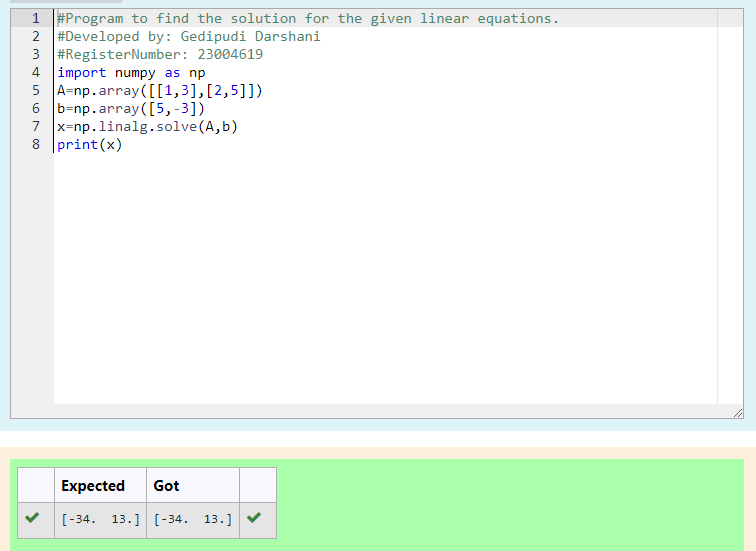 1 #Program to find the solution for the given linear equations.
2 #Developed by: Gedipudi Darshani
3 #RegisterNumber: 23004619
4 import numpy as np
5 A=np.array([[1,3],[2,5]])
6 b=np.array([5,-3])
7 x=np.linalg.solve(A,b)
8 print(x)
Expected Got
[-34.  13.] [-34.  13.]